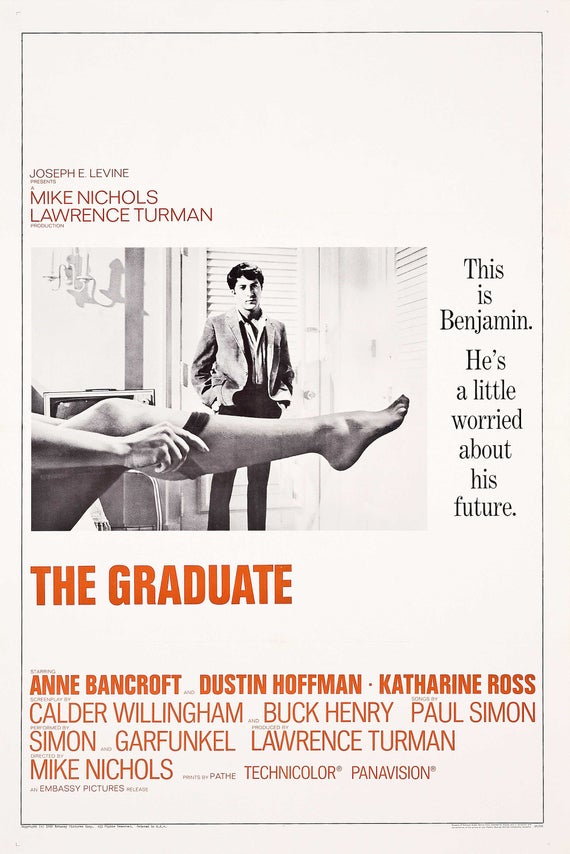 JOSEPH E. LEVINE
PRESENTS
A
MIKE NICHOLS
LAWRENCE TURMAN
PRODUCTION
This
is
Benjamin.
He's
a little
worried
about
his
future.
THE GRADUATE
STARRING
ANNE BANCROFT AND DUSTIN HOFFMAN · KATHARINE ROSS
SCREENPLAY BY SONGS BY
CALDER WILLINGHAM AND BUCK HENRY PAUL SIMON
PERFORMED BY PRODUCED BY
SIMON AND GARFUNKEL LAWRENCE TURMAN
DIRECTED BY
MIKE NICHOLS PRINTS BY PATHE TECHNICOLOR® PANAVISION®
AN EMBASSY PICTURES RELEASE